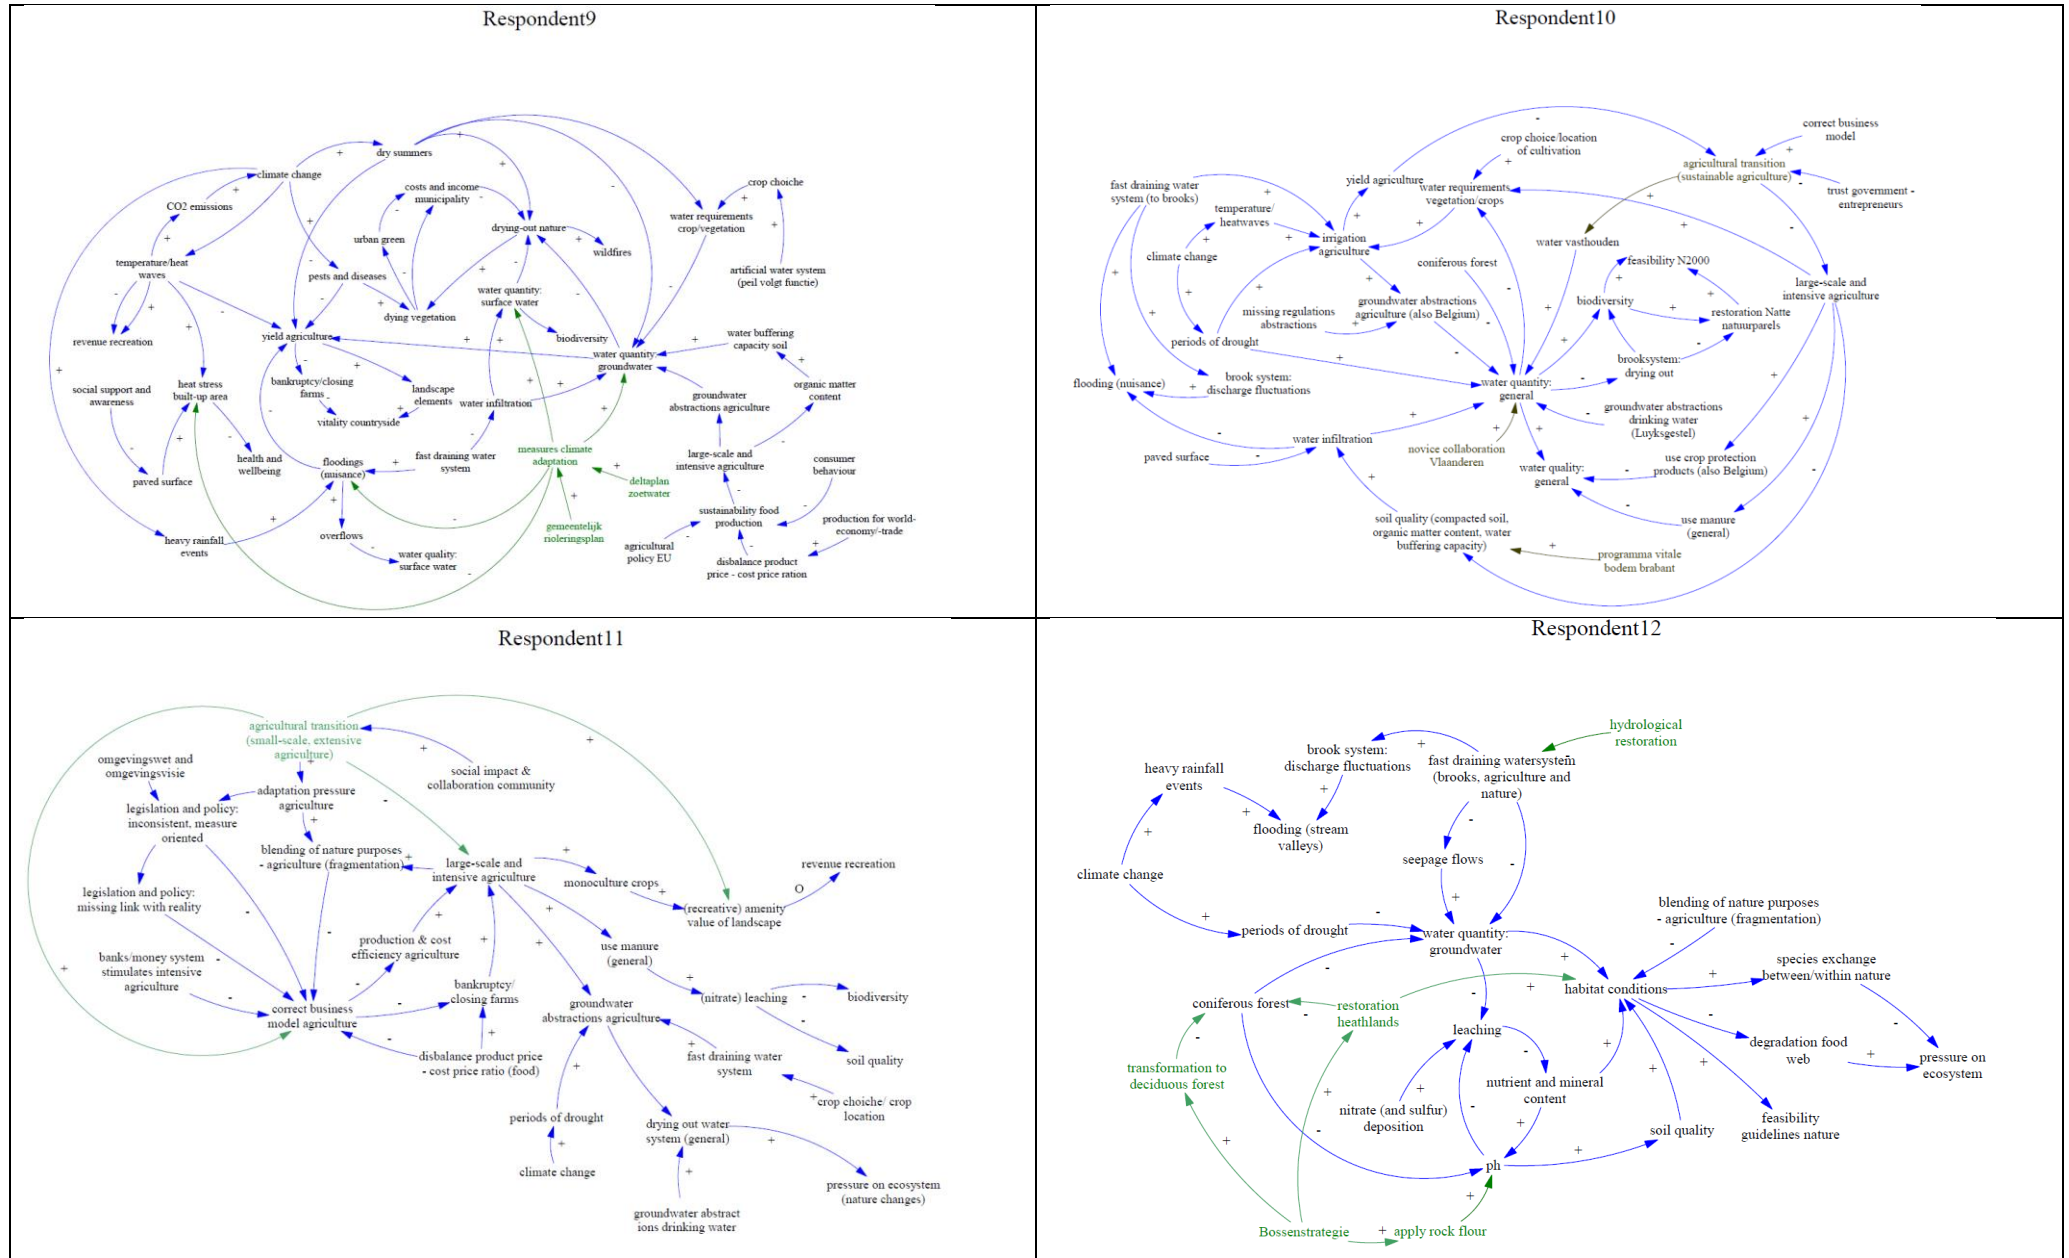 Respondent9
dry summers
climate change
CO2 emissions
costs and income
municipality
crop choiche
water requirements
crop/vegetation
urban green
drying-out nature
wildfires
temperature/heat
waves
pests and diseases
artificial water system
(peil volgt functie)
water quantity:
surface water
dying vegetation
revenue recreation
yield agriculture
biodiversity
water buffering
capacity soil
water quantity:
groundwater
social support and
awareness
heat stress
built-up area
bankruptcy/closing
farms
landscape
elements
organic matter
content
water infiltration
groundwater
abstractions agriculture
vitality countryside
health and
wellbeing
floodings
(nuisance)
fast draining water
system
measures climate
adaptation
large-scale and
intensive agriculture
consumer
behaviour
paved surface
deltaplan
zoetwater
sustainability food
production
production for world-
economy/-trade
gemeentelijk
rioleringsplan
overflows
heavy rainfall
events
water quality:
surface water
agricultural
policy EU
disbalance product
price - cost price ration
Respondent10
correct business
model
crop choice/location
of cultivation
agricultural transition
(sustainable agriculture)
fast draining water
system (to brooks)
yield agriculture
water requirements
vegetation/crops
trust government -
entrepreneurs
temperature/
heatwaves
irrigation
agriculture
water vasthouden
climate change
coniferous forest
feasibility N2000
large-scale and
intensive agriculture
missing regulations
abstractions
groundwater abstractions
agriculture (also Belgium)
biodiversity
restoration Natte
natuurparels
periods of drought
brooksystem:
drying out
flooding (nuisance)
brook system:
discharge fluctuations
water quantity:
general
groundwater abstractions
drinking water
(Luyksgestel)
water infiltration
novice collaboration
Vlaanderen
paved surface
water quality:
general
use crop protection
products (also Belgium)
soil quality (compacted soil,
organic matter content, water
buffering capacity)
use manure
(general)
programma vitale
bodem brabant
Respondent11
agricultural transition
(small-scale, extensive
agriculture)
omgevingswet and
omgevingsvisie
social impact &
collaboration community
adaptation pressure
agriculture
legislation and policy:
inconsistent, measure
oriented
blending of nature purposes
- agriculture (fragmentation)
large-scale and
intensive agriculture
revenue recreation
monoculture crops
O
legislation and policy:
missing link with reality
(recreative) amenity
value of landscape
production & cost
efficiency agriculture
use manure
(general)
banks/money system
stimulates intensive
agriculture
bankruptcy/
closing farms
(nitrate) leaching
biodiversity
correct business
model agriculture
groundwater
abstractions agriculture
disbalance product price
- cost price ratio (food)
fast draining water
system
soil quality
crop choiche/ crop
location
periods of drought
drying out water
system (general)
climate change
pressure on ecosystem
(nature changes)
groundwater abstract
ions drinking water
Respondent12
hydrological
restoration
brook system:
discharge fluctuations
fast draining watersystem
(brooks, agriculture and
nature)
heavy rainfall
events
flooding (stream
valleys)
seepage flows
climate change
blending of nature purposes
- agriculture (fragmentation)
periods of drought
water quantity:
groundwater
species exchange
between/within nature
habitat conditions
coniferous forest
restoration
heathlands
leaching
degradation food
web
pressure on
ecosystem
transformation to
deciduous forest
nutrient and mineral
content
nitrate (and sulfur)
deposition
feasibility
guidelines nature
soil quality
ph
Bossenstrategie
apply rock flour